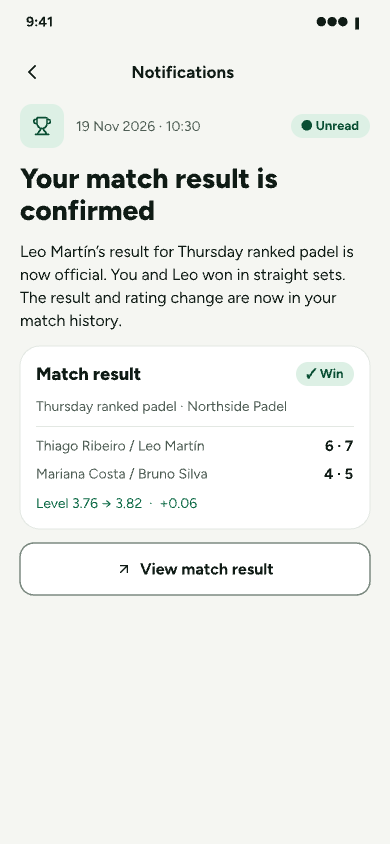 9:41
Notifications
19 Nov 2026 · 10:30
Unread
Your match result is
confirmed
Leo Martín’s result for Thursday ranked padel is
now official. You and Leo won in straight sets.
The result and rating change are now in your
match history.
Match result
✓ Win
Thursday ranked padel · Northside Padel
Thiago Ribeiro / Leo Martín 6 · 7
Mariana Costa / Bruno Silva 4 · 5
Level 3.76 → 3.82 · +0.06
View match result